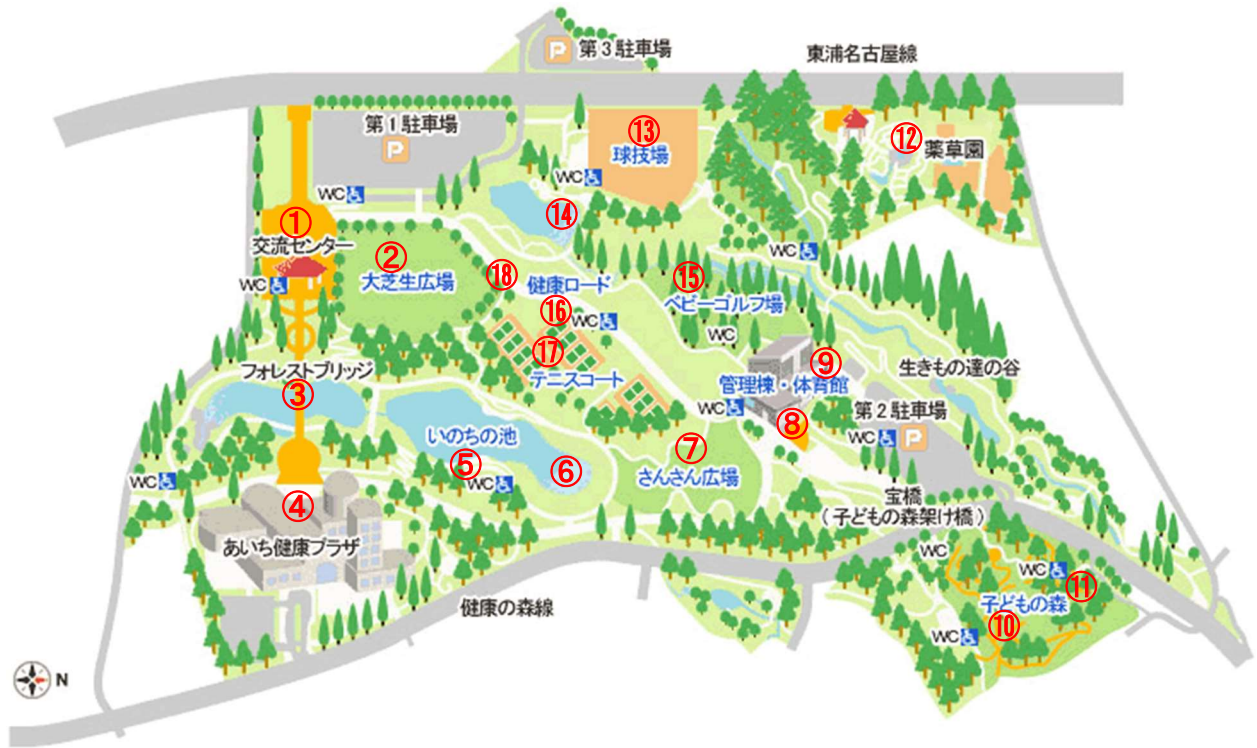 P 第3駐車場
東浦名古屋線
第1駐車場
P
⑬
球技場
⑫
薬草園
WC
WC
①
交流センター
⑭
②
大芝生広場
WC
⑱
健康ロード
⑮
ベビーゴルフ場
WC
⑯
WC
WC
⑰
テニスコート
⑨
管理棟・体育館
生きもの達の谷
フォレストブリッジ
③
WC
⑧
第2駐車場
WC
P
いのちの池
⑤
WC
⑥
⑦
さんさん広場
WC
④
宝橋
(子どもの森架け橋)
あいち健康プラザ
WC
WC
⑪
子どもの森
⑩
WC
健康の森線
N